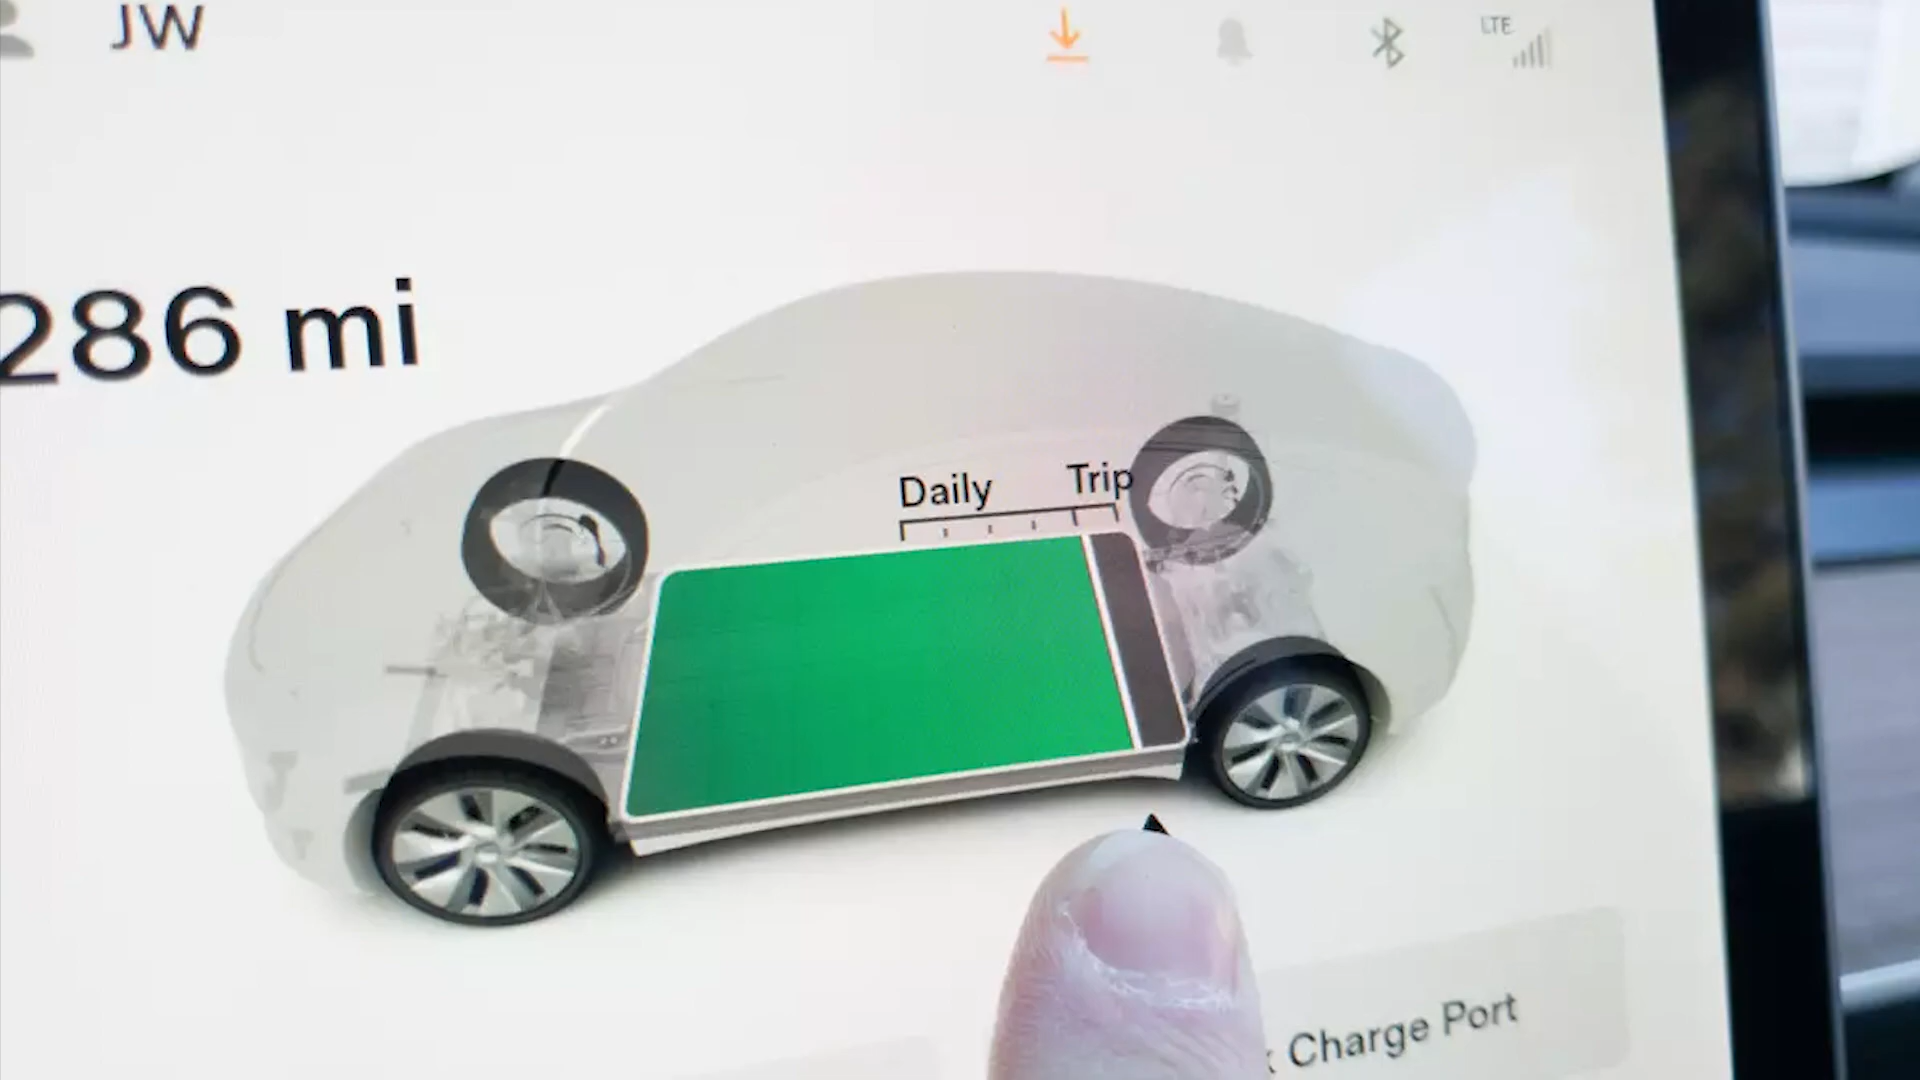 JW
LTE
286 mi
Daily Trip
Charge Port